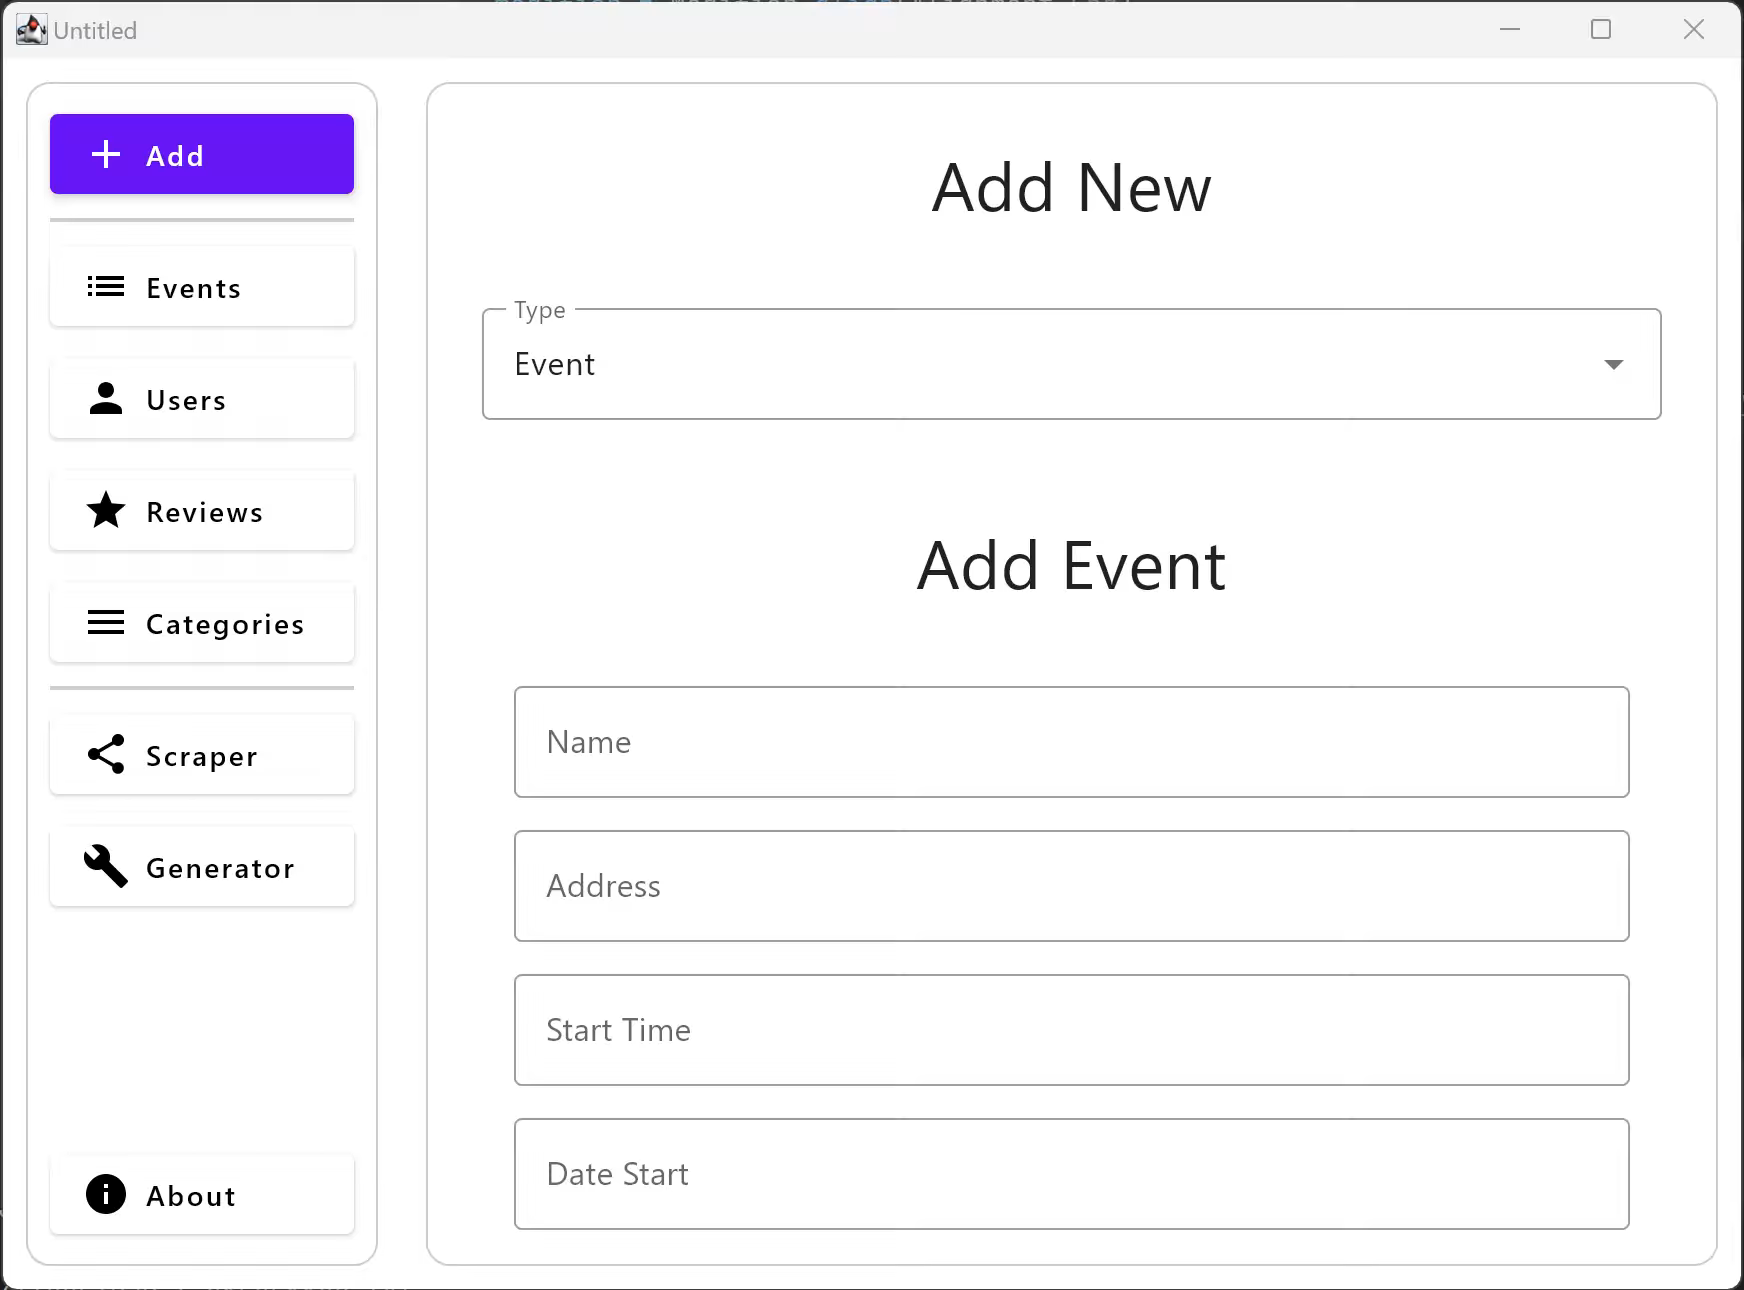 Untitled
Add
Events
Users
Reviews
Categories
Scraper
Generator
About
Add New
Type
Event
Add Event
Name
Address
Start Time
Date Start